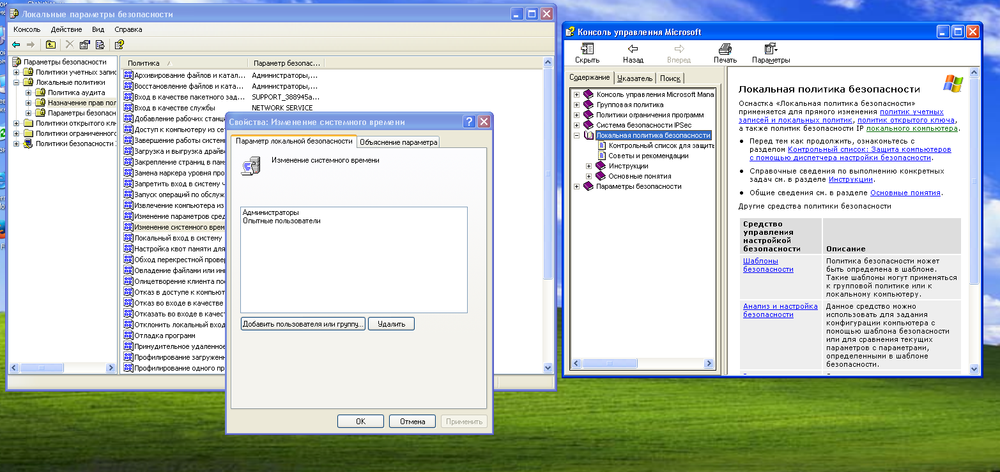 Локальные параметры безопасности
Консоль Действие Вид Справка
Параметры безопасности
Политики учетных запис
Локальные политики
Политика аудита
Назначение прав пол
Параметры безопасн
Политики открытого клю
Политики ограниченного
Политики безопасности
Политика Параметр безопас...
Архивирование файлов и катал... Администраторы,...
Восстановление файлов и ката... Администраторы,...
Вход в качестве пакетного зад... SUPPORT_388945a...
Вход в качестве службы NETWORK SERVICE
Добавление рабочих станц
Доступ к компьютеру из се
Завершение работы систем
Загрузка и выгрузка драйв
Закрепление страниц в пам
Замена маркера уровня про
Запретить вход в систему ч
Запуск операций по обслуж
Извлечение компьютера из
Изменение параметров сред
Изменение системного врем
Локальный вход в систему
Настройка квот памяти для
Обход перекрестной прове
Овладение файлами или ин
Олицетворение клиента по
Отказ в доступе к компьют
Отказ во входе в качестве
Отказать во входе в качест
Отклонить локальный вход
Отладка программ
Принудительное удаленное
Профилирование загружен
Профилирование одного пр
Свойства: Изменение системного времени
Параметр локальной безопасности Объяснение параметра
Изменение системного времени
Администраторы
Опытные пользователи
Добавить пользователя или группу... Удалить
OK Отмена Применить
Консоль управления Microsoft
Скрыть Назад Вперед Печать Параметры
Содержание Указатель Поиск
Консоль управления Microsoft Mana
Групповая политика
Политики ограничения программ
Система безопасности IPSec
Локальная политика безопасности
Контрольный список для защить
Советы и рекомендации
Инструкции
Основные понятия
Параметры безопасности
Локальная политика безопасности
Оснастка «Локальная политика безопасности»
применяется для прямого изменения политик учетных
записей и локальных политик, политик открытого ключа,
а также политик безопасности IP локального компьютера.
• Перед тем как продолжить, ознакомьтесь с
разделом Контрольный список: Защита компьютеров
с помощью диспетчера настройки безопасности.
• Справочные сведения по выполнению конкретных
задач см. в разделе Инструкции.
• Общие сведения см. в разделе Основные понятия.
Другие средства политики безопасности
Средство
управления
настройкой
безопасности
Описание
Шаблоны
безопасности
Политика безопасности может
быть определена в шаблоне.
Такие шаблоны могут применяться
к групповой политике или к
локальному компьютеру.
Анализ и настройка
безопасности
Данное средство можно
использовать для задания
конфигурации компьютера с
помощью шаблона безопасности
или для сравнения текущих
параметров с параметрами,
определенными в шаблоне
безопасности.